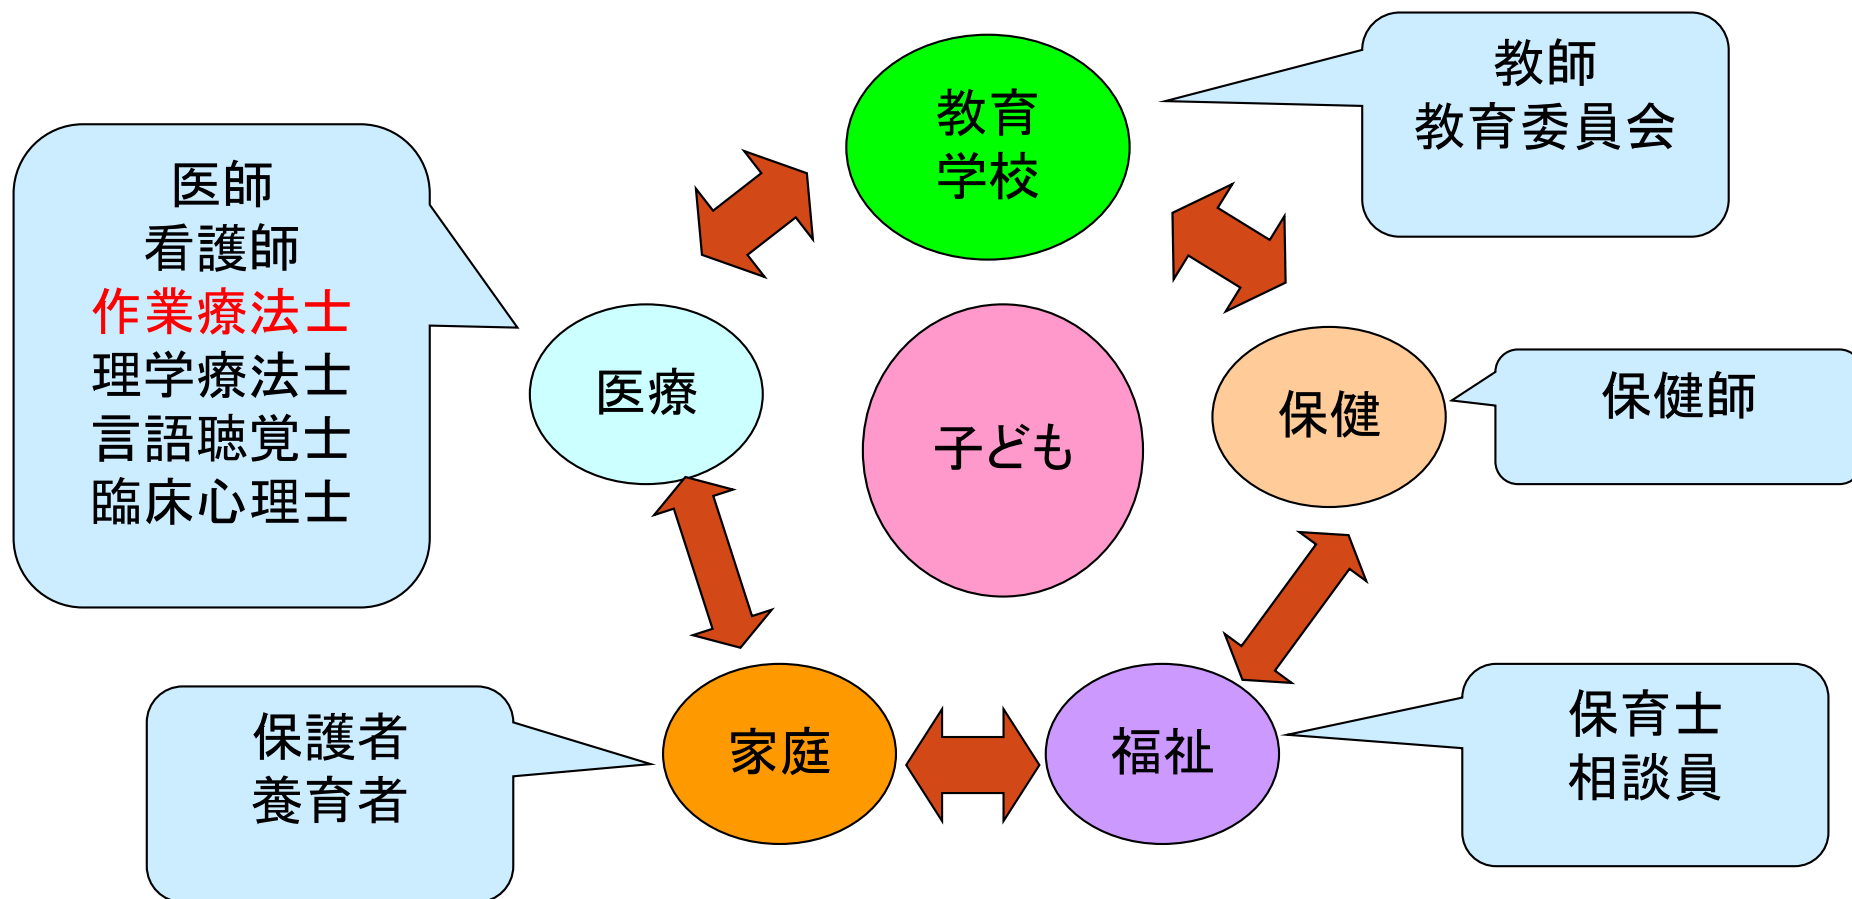 教師
教育委員会
教育
学校
医師
看護師
作業療法士
理学療法士
言語聴覚士
臨床心理士
医療
子ども
保健
保健師
保護者
養育者
家庭
福祉
保育士
相談員